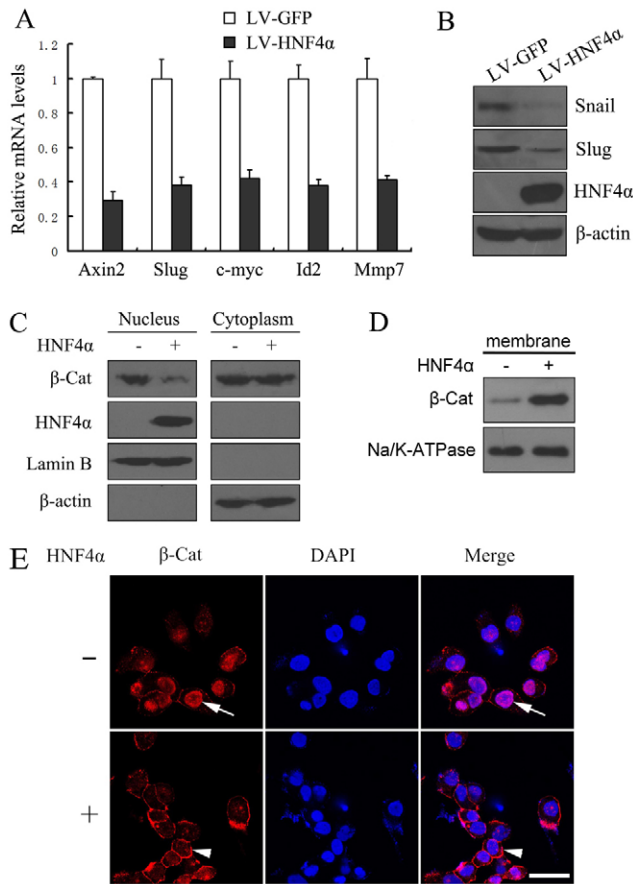 A
LV-GFP
LV-HNF4α
Relative mRNA levels
1.2
1
0.8
0.6
0.4
0.2
0
Axin2 Slug c-myc Id2 Mmp7
B
LV-GFP LV-HNF4α
Snail
Slug
HNF4α
β-actin
C
Nucleus Cytoplasm
HNF4α - + - +
β-Cat
HNF4α
Lamin B
β-actin
D
membrane
HNF4α - +
β-Cat
Na/K-ATPase
E
HNF4α β-Cat DAPI Merge
−
+